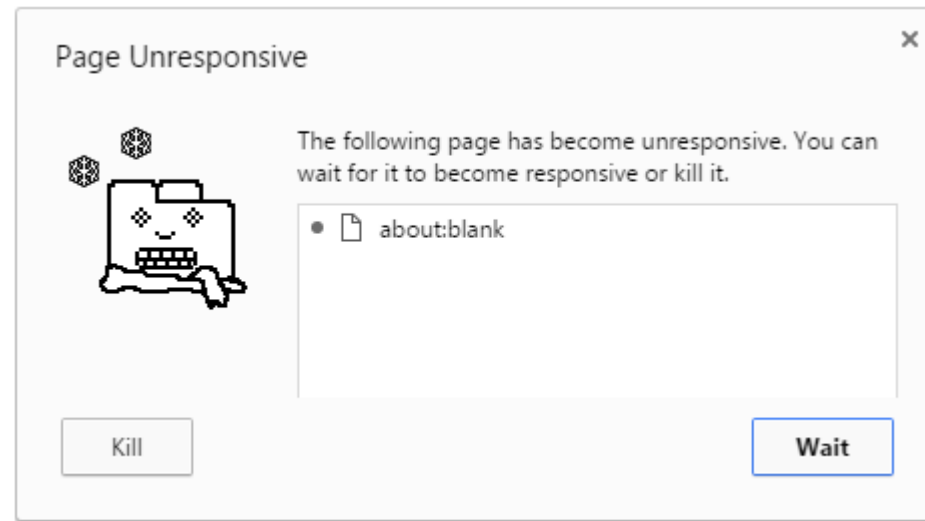 Page Unresponsive
The following page has become unresponsive. You can
wait for it to become responsive or kill it.
about:blank
Kill
Wait